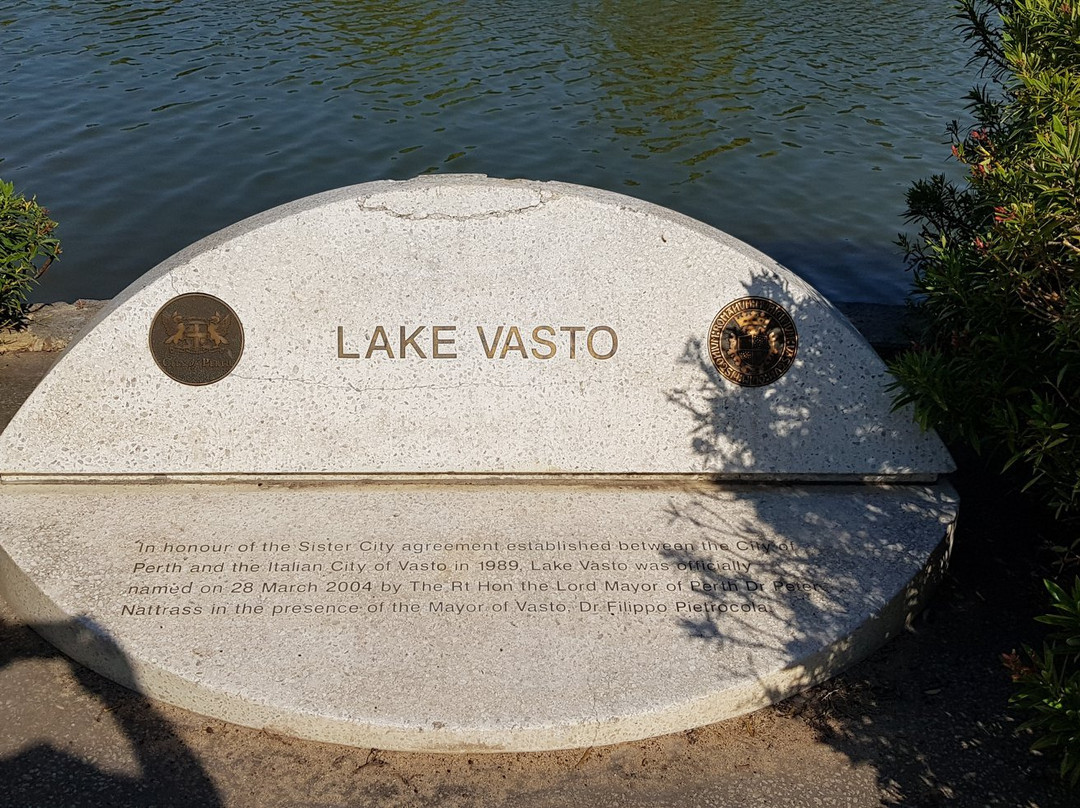 LAKE VASTO
In honour of the Sister City agreement established between the City of
Perth and the Italian City of Vasto in 1989, Lake Vasto was officially
named on 28 March 2004 by The Rt Hon the Lord Mayor of Perth Dr Peter
Nattrass in the presence of the Mayor of Vasto, Dr Filippo Pietrocola.